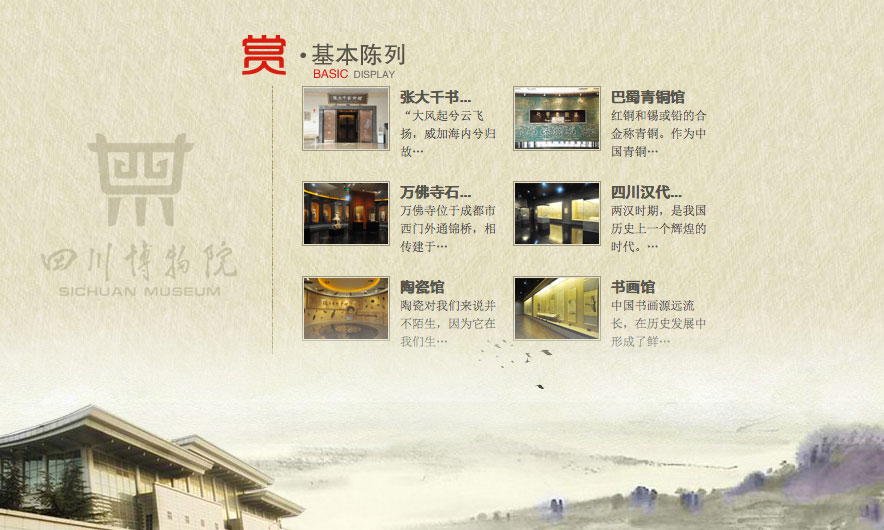 赏
•基本陈列
BASIC DISPLAY
张大千书...
“大风起兮云飞
扬，威加海内兮归
故…
巴蜀青铜馆
红铜和锡或铅的合
金称青铜。作为中
国青铜…
万佛寺石...
万佛寺位于成都市
西门外通锦桥，相
传建于…
四川汉代...
两汉时期，是我国
历史上一个辉煌的
时代。…
陶瓷馆
陶瓷对我们来说并
不陌生，因为它在
我们生…
书画馆
中国书画源远流
长，在历史发展中
形成了鲜…
四川博物院
SICHUAN MUSEUM